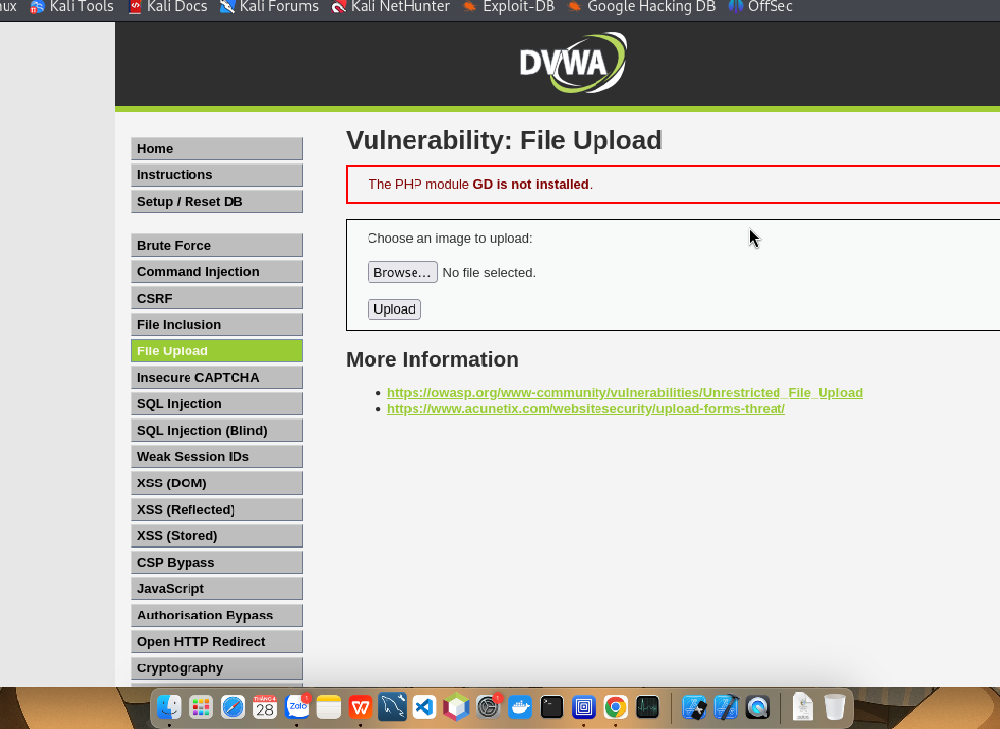 ux Kali Tools Kali Docs Kali Forums Kali NetHunter Exploit-DB Google Hacking DB OffSec
DVWA
Home
Instructions
Setup / Reset DB
Brute Force
Command Injection
CSRF
File Inclusion
File Upload
Insecure CAPTCHA
SQL Injection
SQL Injection (Blind)
Weak Session IDs
XSS (DOM)
XSS (Reflected)
XSS (Stored)
CSP Bypass
JavaScript
Authorisation Bypass
Open HTTP Redirect
Cryptography
Vulnerability: File Upload
The PHP module GD is not installed.
Choose an image to upload:
Browse... No file selected.
Upload
More Information
https://owasp.org/www-community/vulnerabilities/Unrestricted_File_Upload
https://www.acunetix.com/websitesecurity/upload-forms-threat/
THÁNG 4
28
Zalo
1
1
DOCX